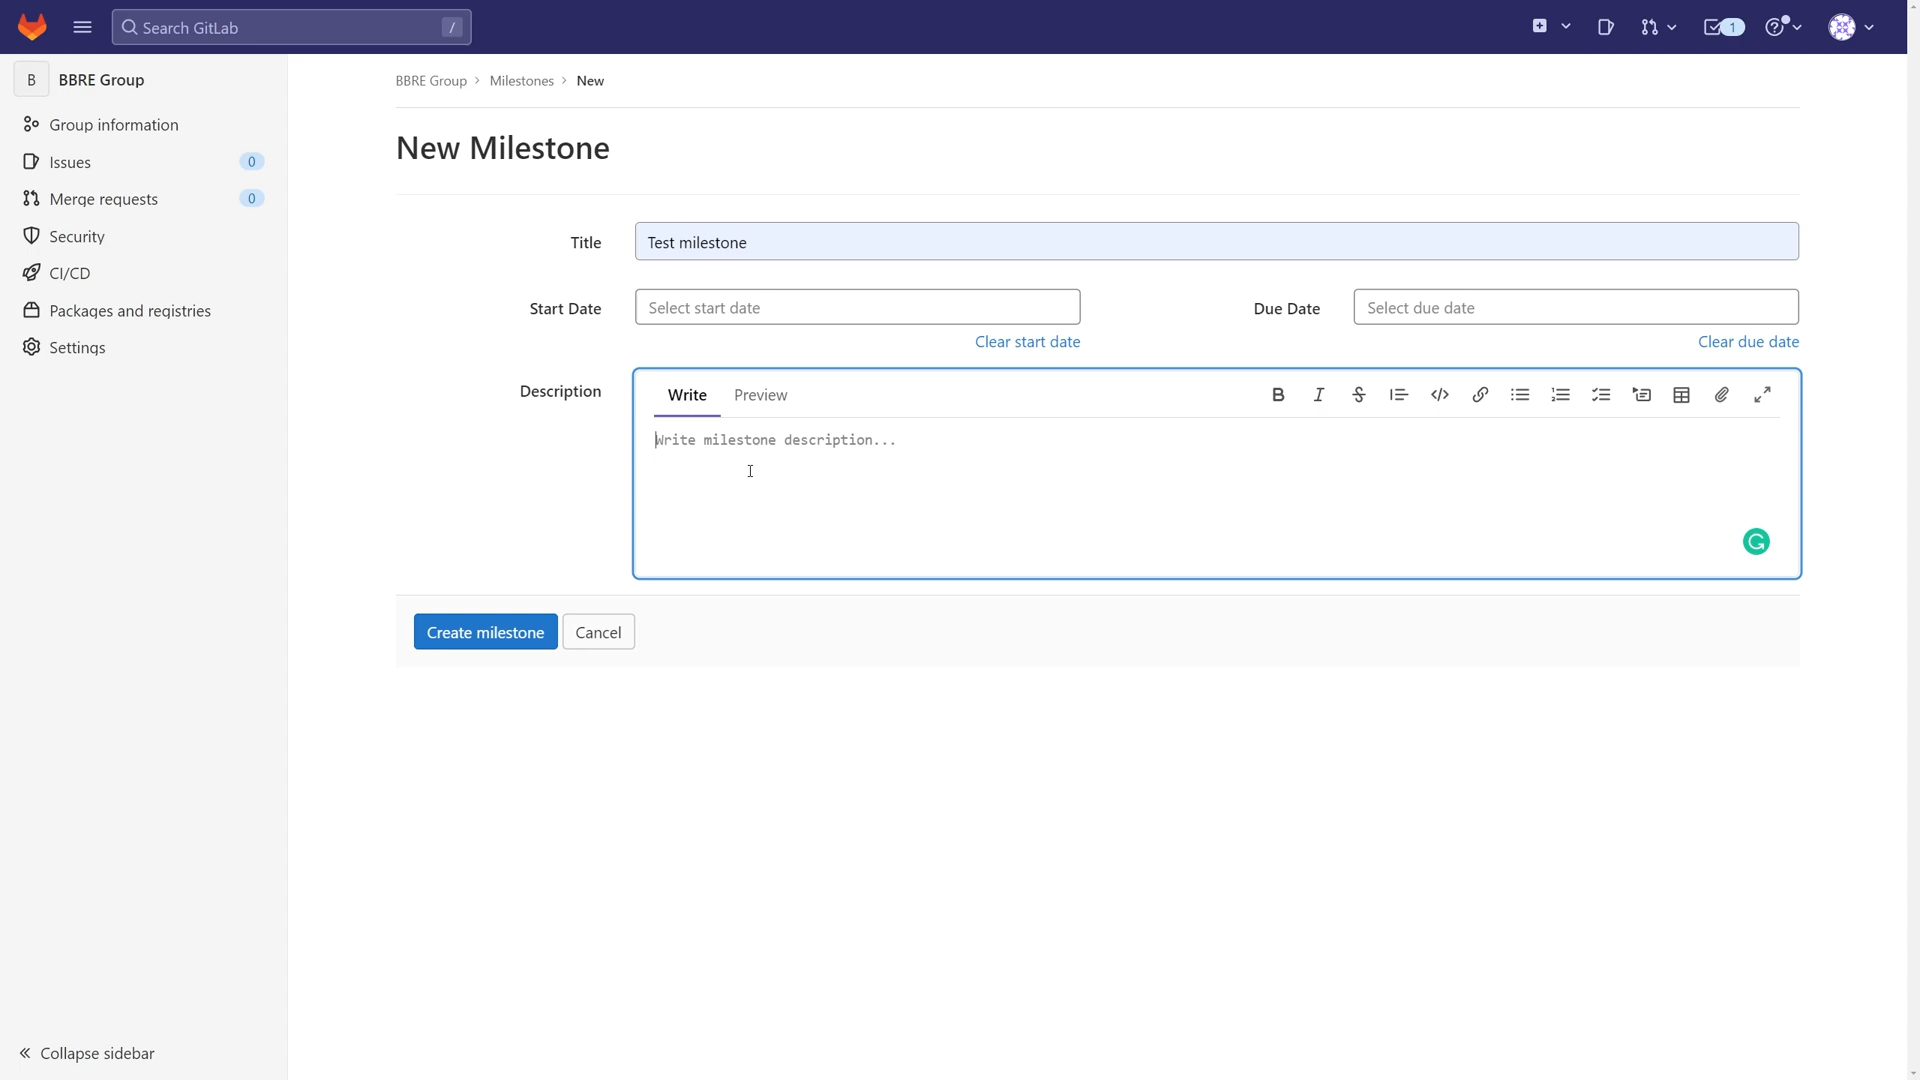 Search GitLab /
1
B BBRE Group
Group information
Issues 0
Merge requests 0
Security
CI/CD
Packages and registries
Settings
Collapse sidebar
BBRE Group > Milestones > New
New Milestone
Title Test milestone
Start Date Select start date Due Date Select due date
Clear start date Clear due date
Description Write Preview
Write milestone description...
Create milestone Cancel